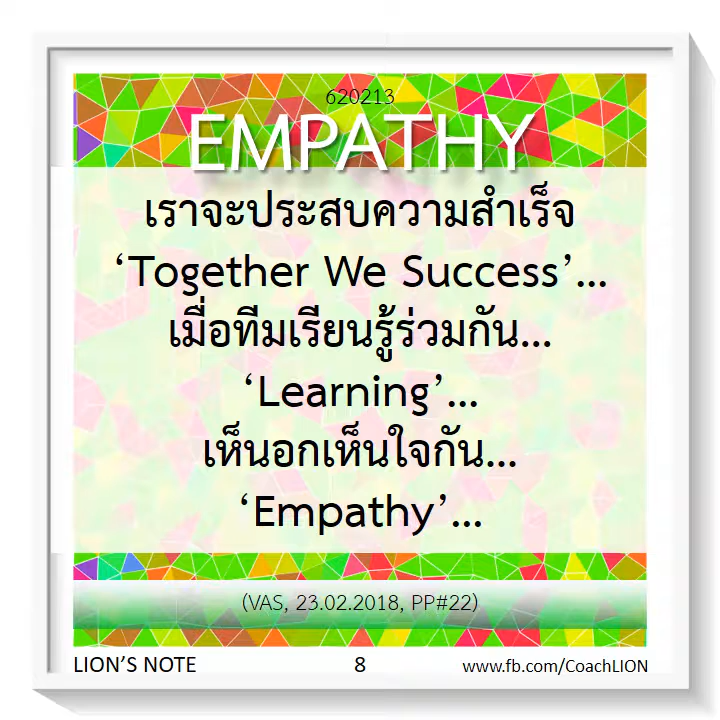 620213
EMPATHY
เราจะประสบความสำเร็จ
‘Together We Success’...
เมื่อทีมเรียนรู้ร่วมกัน...
‘Learning’...
เห็นอกเห็นใจกัน...
‘Empathy’...
(VAS, 23.02.2018, PP#22)
LION’S NOTE 8 www.fb.com/CoachLION